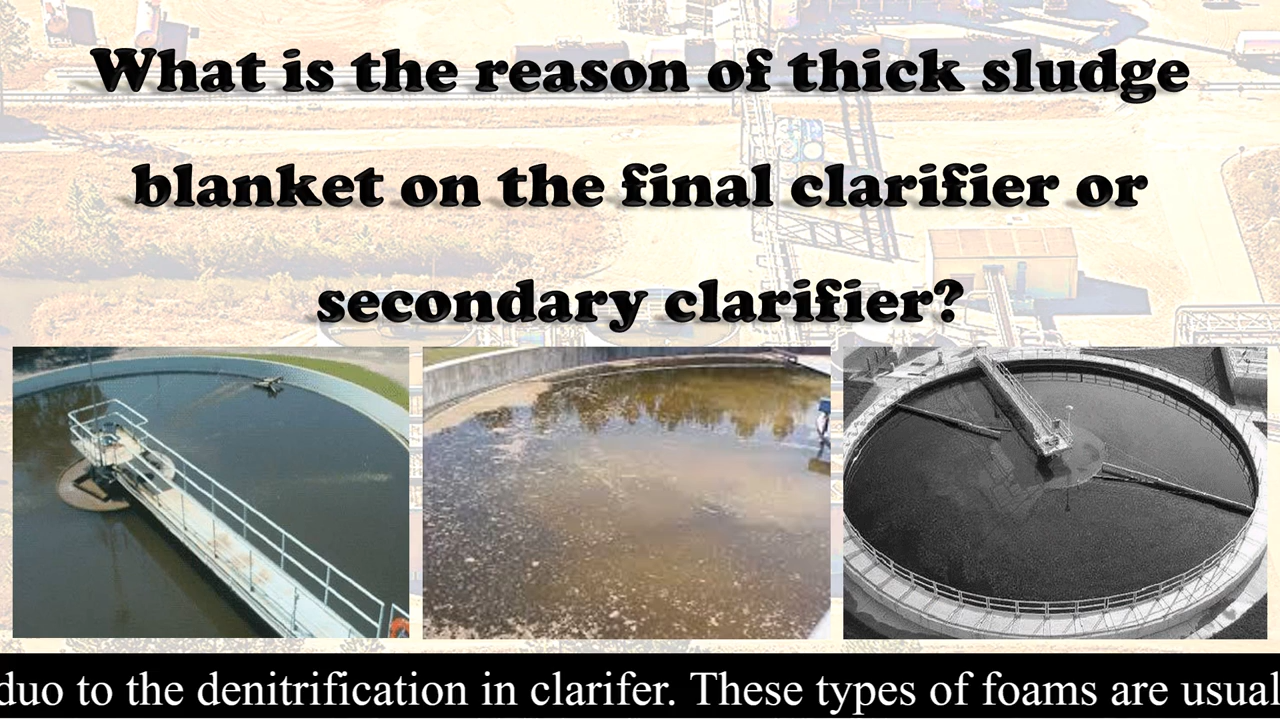 What is the reason of thick sludge
blanket on the final clarifier or
secondary clarifier?
duo to the denitrification in clarifer. These types of foams are usual